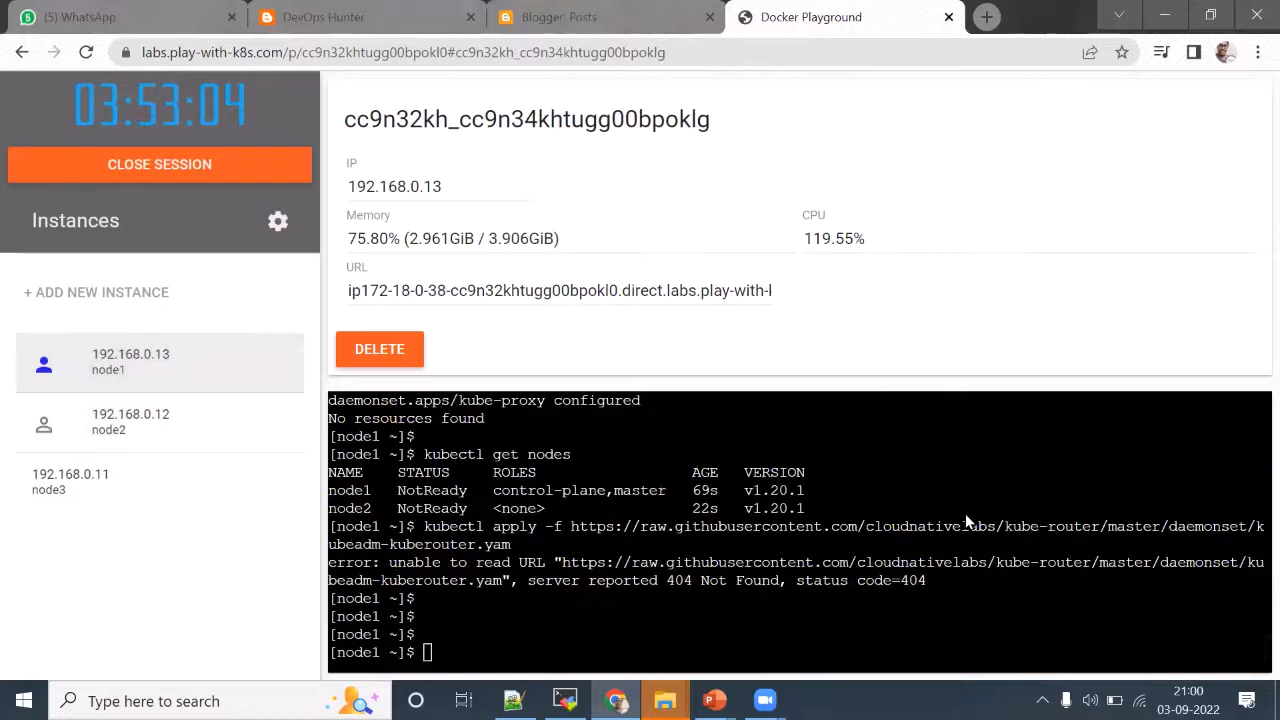 (5) WhatsApp
DevOps Hunter
Blogger: Posts
Docker Playground
labs.play-with-k8s.com/p/cc9n32khtugg00bpokl0#cc9n32kh_cc9n34khtugg00bpoklg
03:53:04
CLOSE SESSION
Instances
+ ADD NEW INSTANCE
192.168.0.13
node1
192.168.0.12
node2
192.168.0.11
node3
cc9n32kh_cc9n34khtugg00bpoklg
IP
192.168.0.13
Memory
75.80% (2.961GiB / 3.906GiB)
CPU
119.55%
URL
ip172-18-0-38-cc9n32khtugg00bpokl0.direct.labs.play-with-l
DELETE
daemonset.apps/kube-proxy configured
No resources found
[node1 ~]$
[node1 ~]$ kubectl get nodes
NAME STATUS ROLES AGE VERSION
node1 NotReady control-plane,master 69s v1.20.1
node2 NotReady <none> 22s v1.20.1
[node1 ~]$ kubectl apply -f https://raw.githubusercontent.com/cloudnativelabs/kube-router/master/daemonset/k
ubeadm-kuberouter.yam
error: unable to read URL "https://raw.githubusercontent.com/cloudnativelabs/kube-router/master/daemonset/ku
beadm-kuberouter.yam", server reported 404 Not Found, status code=404
[node1 ~]$
[node1 ~]$
[node1 ~]$
[node1 ~]$
Type here to search
21:00
03-09-2022